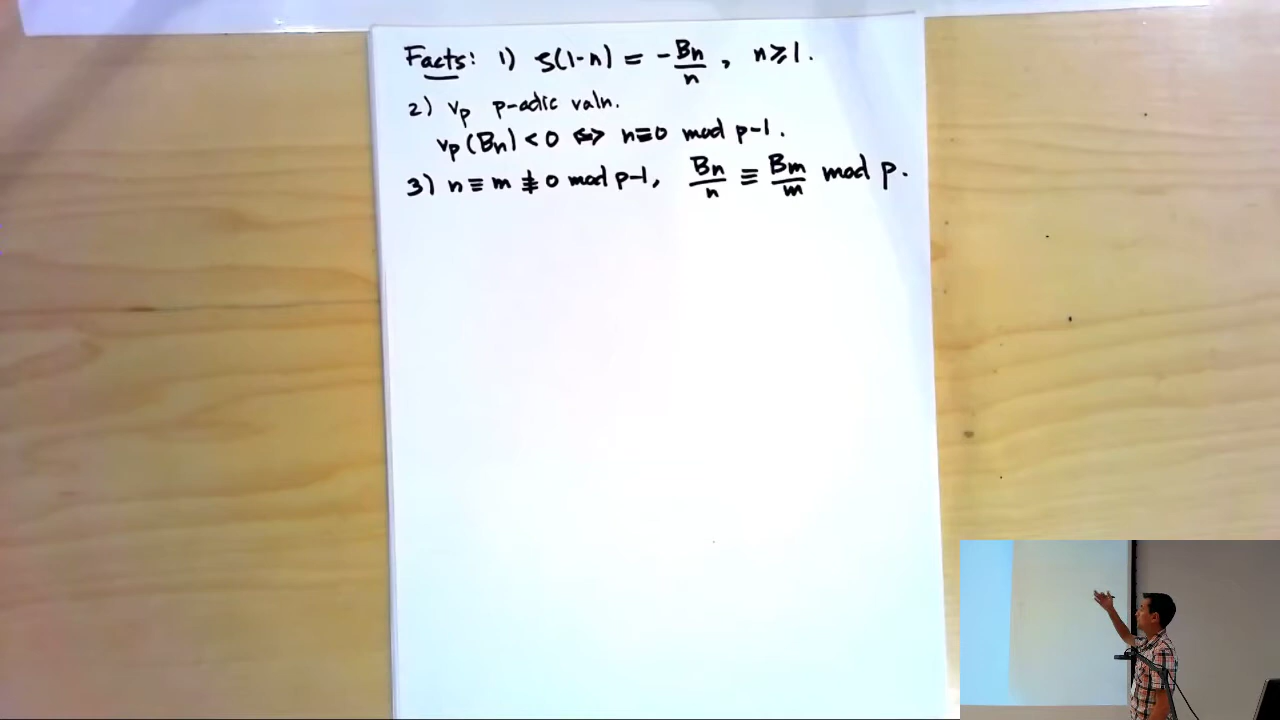 Facts: 1) ζ(1-n) = -Bn/n , n≥1.
2) vp p-adic valn.
vp(Bn) < 0 ⇔ n≡0 mod p-1.
3) n ≡ m ≢ 0 mod p-1, Bn/n ≡ Bm/m mod p.